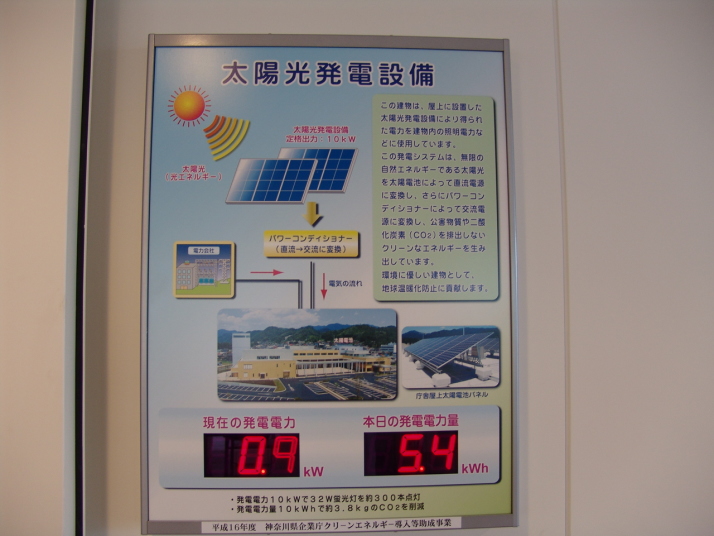 太陽光発電設備
太陽光発電設備
定格出力 10kW
太陽光
(光エネルギー)
パワーコンディショナー
(直流→交流に変換)
電力会社
電気の流れ
この建物は、屋上に設置した
太陽光発電設備により得られ
た電力を建物内の照明電力な
どに使用しています。
この発電システムは、無限の
自然エネルギーである太陽光
を太陽電池によって直流電源
に変換し、さらにパワーコン
ディショナーによって交流電
源に変換し、公害物質や二酸
化炭素(CO2)を排出しない
クリーンなエネルギーを生み
出しています。
環境に優しい建物として、
地球温暖化防止に貢献します。
太陽電池
庁舎屋上太陽電池パネル
現在の発電電力
0.9 kW
本日の発電電力量
5.4 kWh
・発電電力10kWで32W蛍光灯を約300本点灯
・発電電力量10kWhで約3.8kgのCO2を削減
平成16年度 神奈川県企業庁クリーンエネルギー導入等助成事業